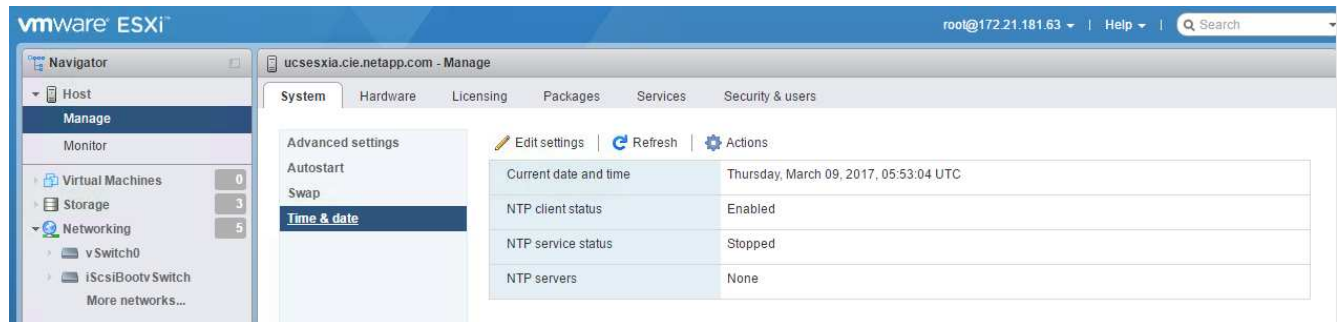 vmware ESXi™
root@172.21.181.63 | Help | Search
Navigator
ucsesxia.cie.netapp.com - Manage
Host
Manage
Monitor
Virtual Machines 0
Storage 3
Networking 5
vSwitch0
iScsiBootvSwitch
More networks...
System Hardware Licensing Packages Services Security & users
Advanced settings
Autostart
Swap
Time & date
Edit settings | Refresh | Actions
Current date and time Thursday, March 09, 2017, 05:53:04 UTC
NTP client status Enabled
NTP service status Stopped
NTP servers None